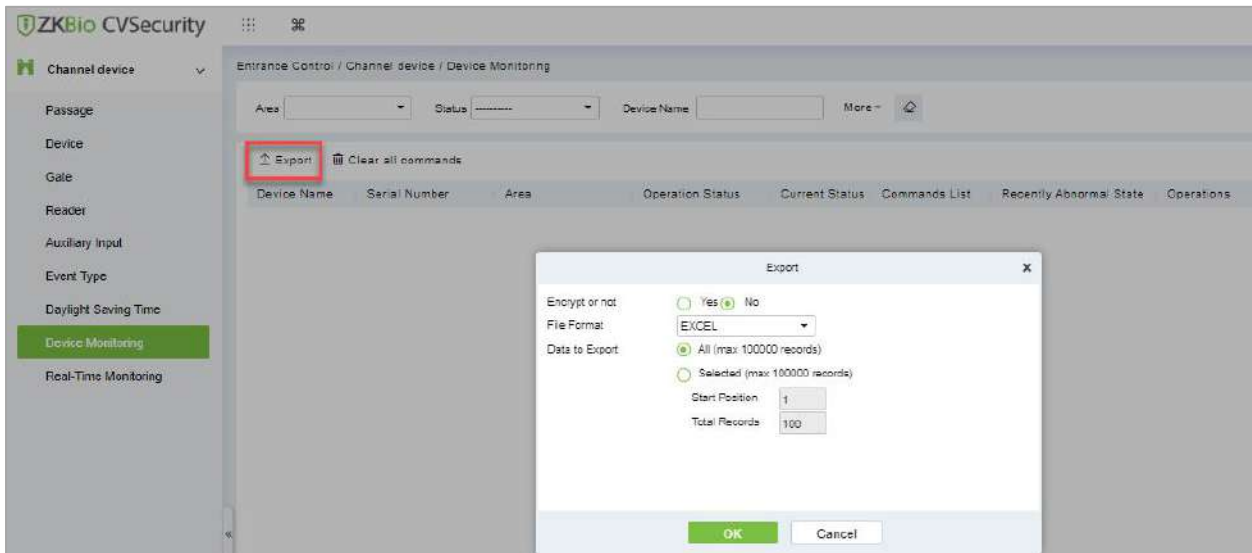 ZKBio CVSecurity
Channel device
Passage
Device
Gate
Reader
Auxiliary Input
Event Type
Daylight Saving Time
Device Monitoring
Real-Time Monitoring
Entrance Control / Channel device / Device Monitoring
Area
Status ----------
Device Name
More
Export
Clear all commands
Device Name Serial Number Area Operation Status Current Status Commands List Recently Abnormal State Operations
Export
X
Encrypt or not Yes No
File Format EXCEL
Data to Export All (max 100000 records)
Selected (max 100000 records)
Start Position 1
Total Records 100
OK Cancel